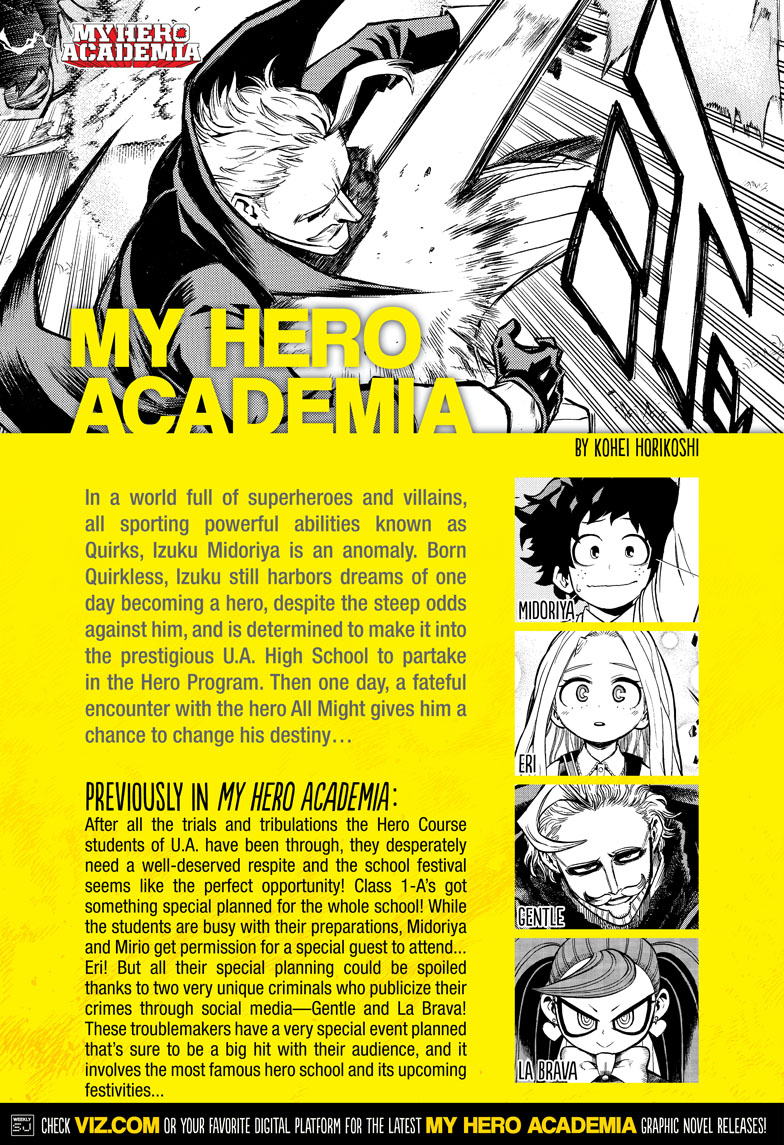 MY HERO
ACADEMIA
MY HERO
ACADEMIA
BY KOHEI HORIKOSHI
In a world full of superheroes and villains,
all sporting powerful abilities known as
Quirks, Izuku Midoriya is an anomaly. Born
Quirkless, Izuku still harbors dreams of one
day becoming a hero, despite the steep odds
against him, and is determined to make it into
the prestigious U.A. High School to partake
in the Hero Program. Then one day, a fateful
encounter with the hero All Might gives him a
chance to change his destiny...
PREVIOUSLY IN MY HERO ACADEMIA:
After all the trials and tribulations the Hero Course
students of U.A. have been through, they desperately
need a well-deserved respite and the school festival
seems like the perfect opportunity! Class 1-A's got
something special planned for the whole school! While
the students are busy with their preparations, Midoriya
and Mirio get permission for a special guest to attend...
Eri! But all their special planning could be spoiled
thanks to two very unique criminals who publicize their
crimes through social media—Gentle and La Brava!
These troublemakers have a very special event planned
that's sure to be a big hit with their audience, and it
involves the most famous hero school and its upcoming
festivities...
MIDORIYA
ERI
GENTLE
LA BRAVA
WEEKLY
SJ
CHECK VIZ.COM OR YOUR FAVORITE DIGITAL PLATFORM FOR THE LATEST MY HERO ACADEMIA GRAPHIC NOVEL RELEASES!